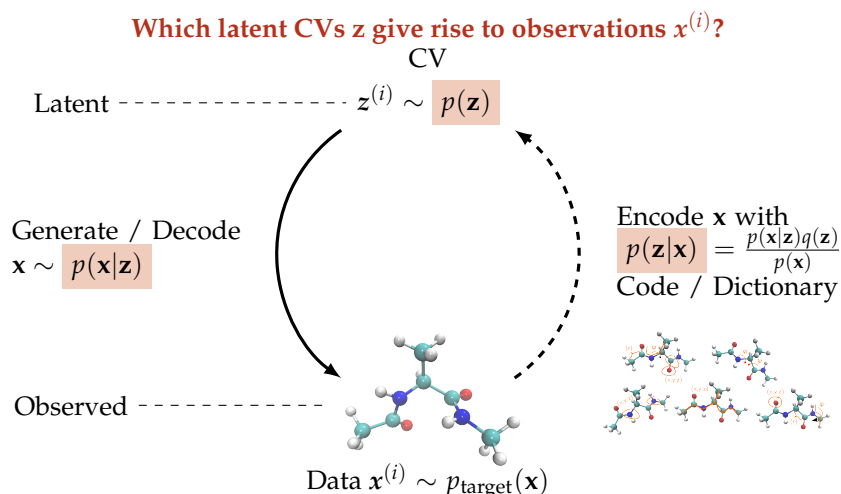 Which latent CVs z give rise to observations x^(i)?
CV
Latent z^(i) ∼ p(z)
Generate / Decode
x ∼ p(x|z)
Encode x with
p(z|x) = p(x|z)q(z)/p(x)
Code / Dictionary
Observed
Data x^(i) ∼ p_target(x)